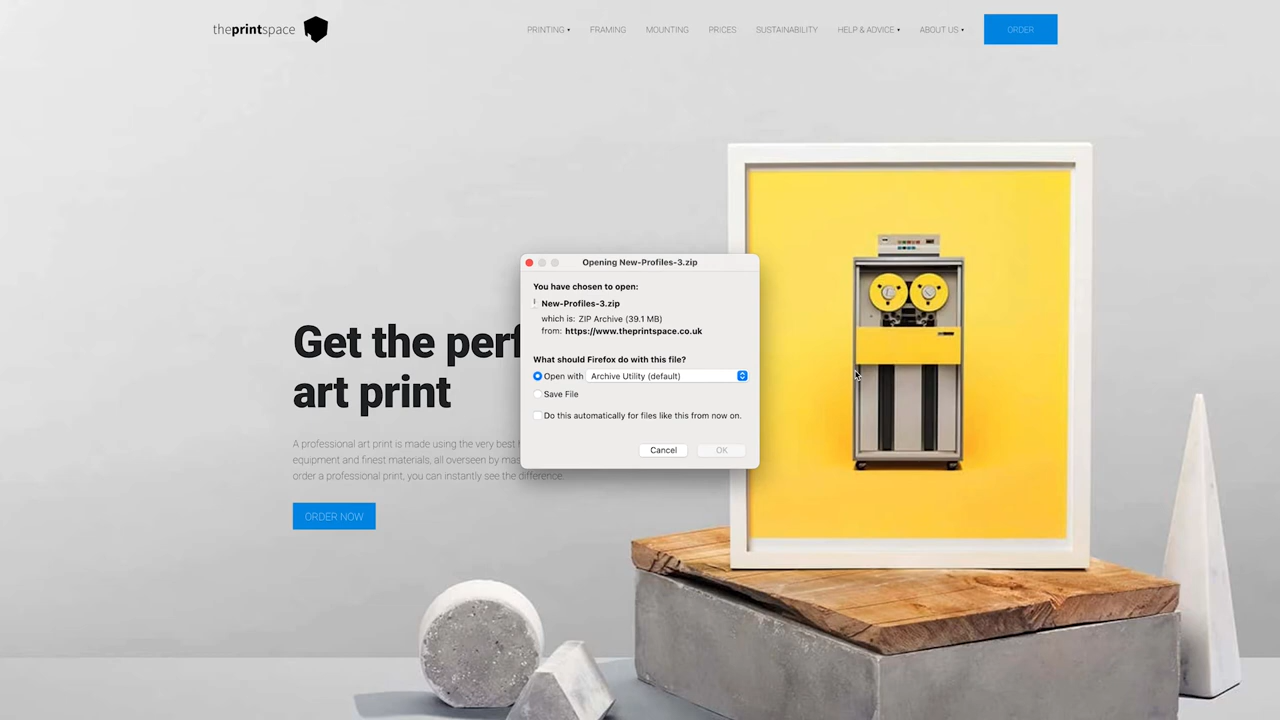 theprintspace
PRINTING ▾ FRAMING MOUNTING PRICES SUSTAINABILITY HELP & ADVICE ▾ ABOUT US ▾ ORDER
Opening New-Profiles-3.zip
You have chosen to open:
New-Profiles-3.zip
which is: ZIP Archive (39.1 MB)
from: https://www.theprintspace.co.uk
What should Firefox do with this file?
Open with Archive Utility (default)
Save File
Do this automatically for files like this from now on.
Cancel OK
Get the
art print
A professional art print is made using the very best
equipment and finest materials, all overseen by
order a professional print, you can instantly see the difference.
ORDER NOW